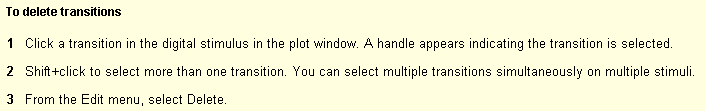 To delete transitions
1 Click a transition in the digital stimulus in the plot window. A handle appears indicating the transition is selected.
2 Shift+click to select more than one transition. You can select multiple transitions simultaneously on multiple stimuli.
3 From the Edit menu, select Delete.